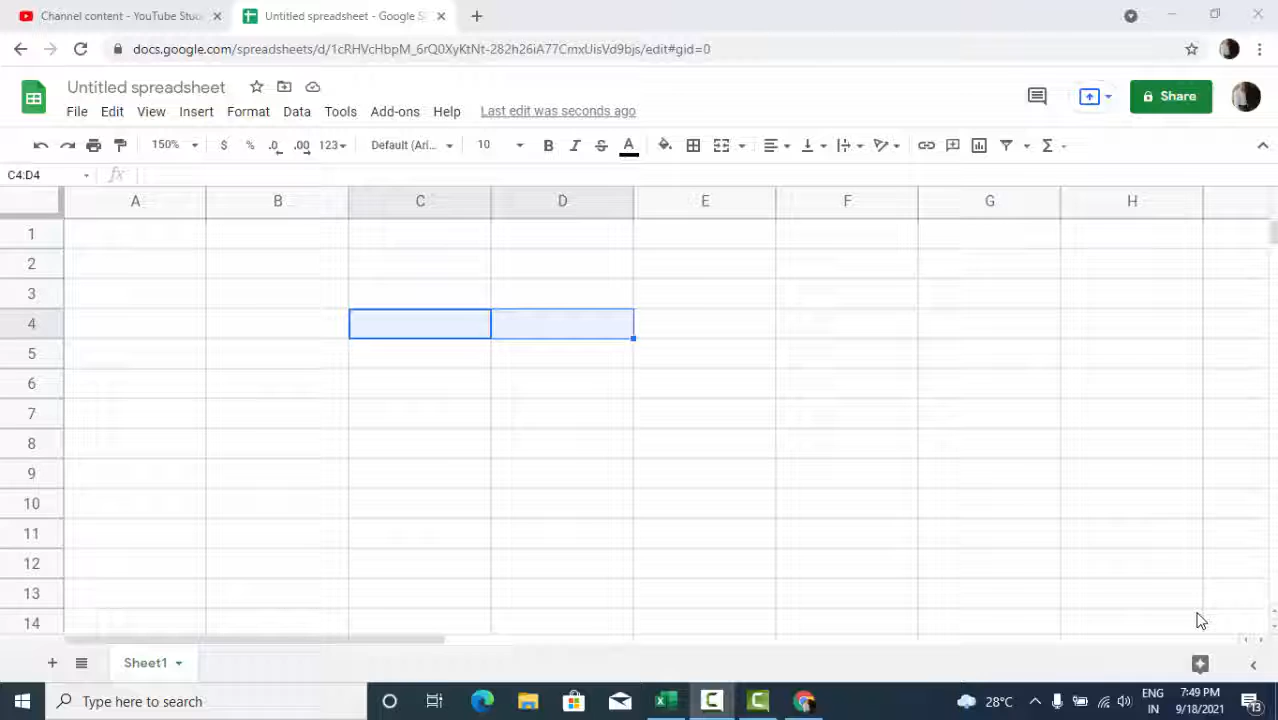 Channel content - YouTube Stu
Untitled spreadsheet - Google S
docs.google.com/spreadsheets/d/1cRHVcHbpM_6rQ0XyKtNt-282h26iA77CmxUisVd9bjs/edit#gid=0
Untitled spreadsheet
File Edit View Insert Format Data Tools Add-ons Help Last edit was seconds ago
Share
150% $ % .0 .00 123 Default (Ari... 10 B I S A Σ
C4:D4 fx
A B C D E F G H
1
2
3
4
5
6
7
8
9
10
11
12
13
14
Sheet1
Type here to search
28°C
ENG
IN
7:49 PM
9/18/2021
13